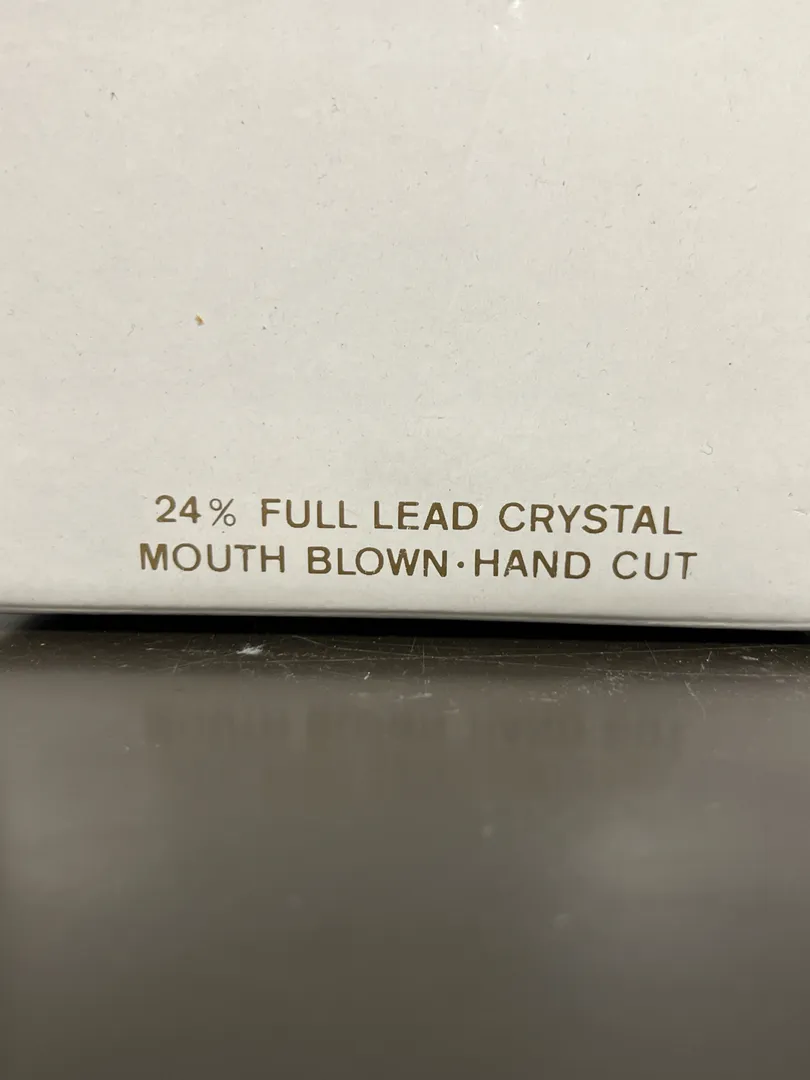 24% FULL LEAD CRYSTAL
MOUTH BLOWN·HAND CUT